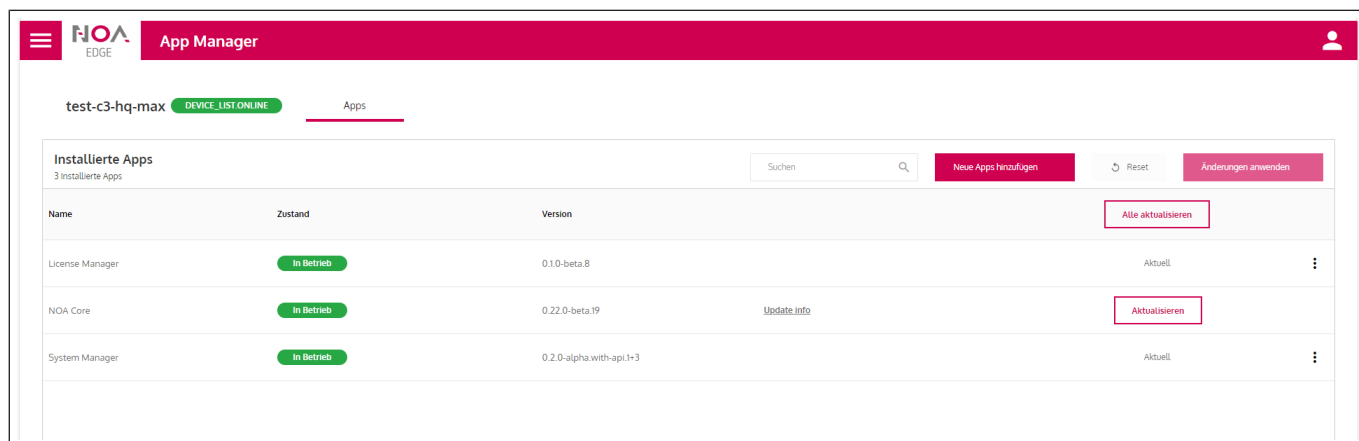 NOA
EDGE
App Manager
test-c3-hq-max DEVICE_LIST.ONLINE Apps
Installierte Apps
3 Installierte Apps
Suchen Neue Apps hinzufügen Reset Änderungen anwenden
Name Zustand Version Alle aktualisieren
License Manager In Betrieb 0.1.0-beta.8 Aktuell
NOA Core In Betrieb 0.22.0-beta.19 Update info Aktualisieren
System Manager In Betrieb 0.2.0-alpha.with-api.1+3 Aktuell